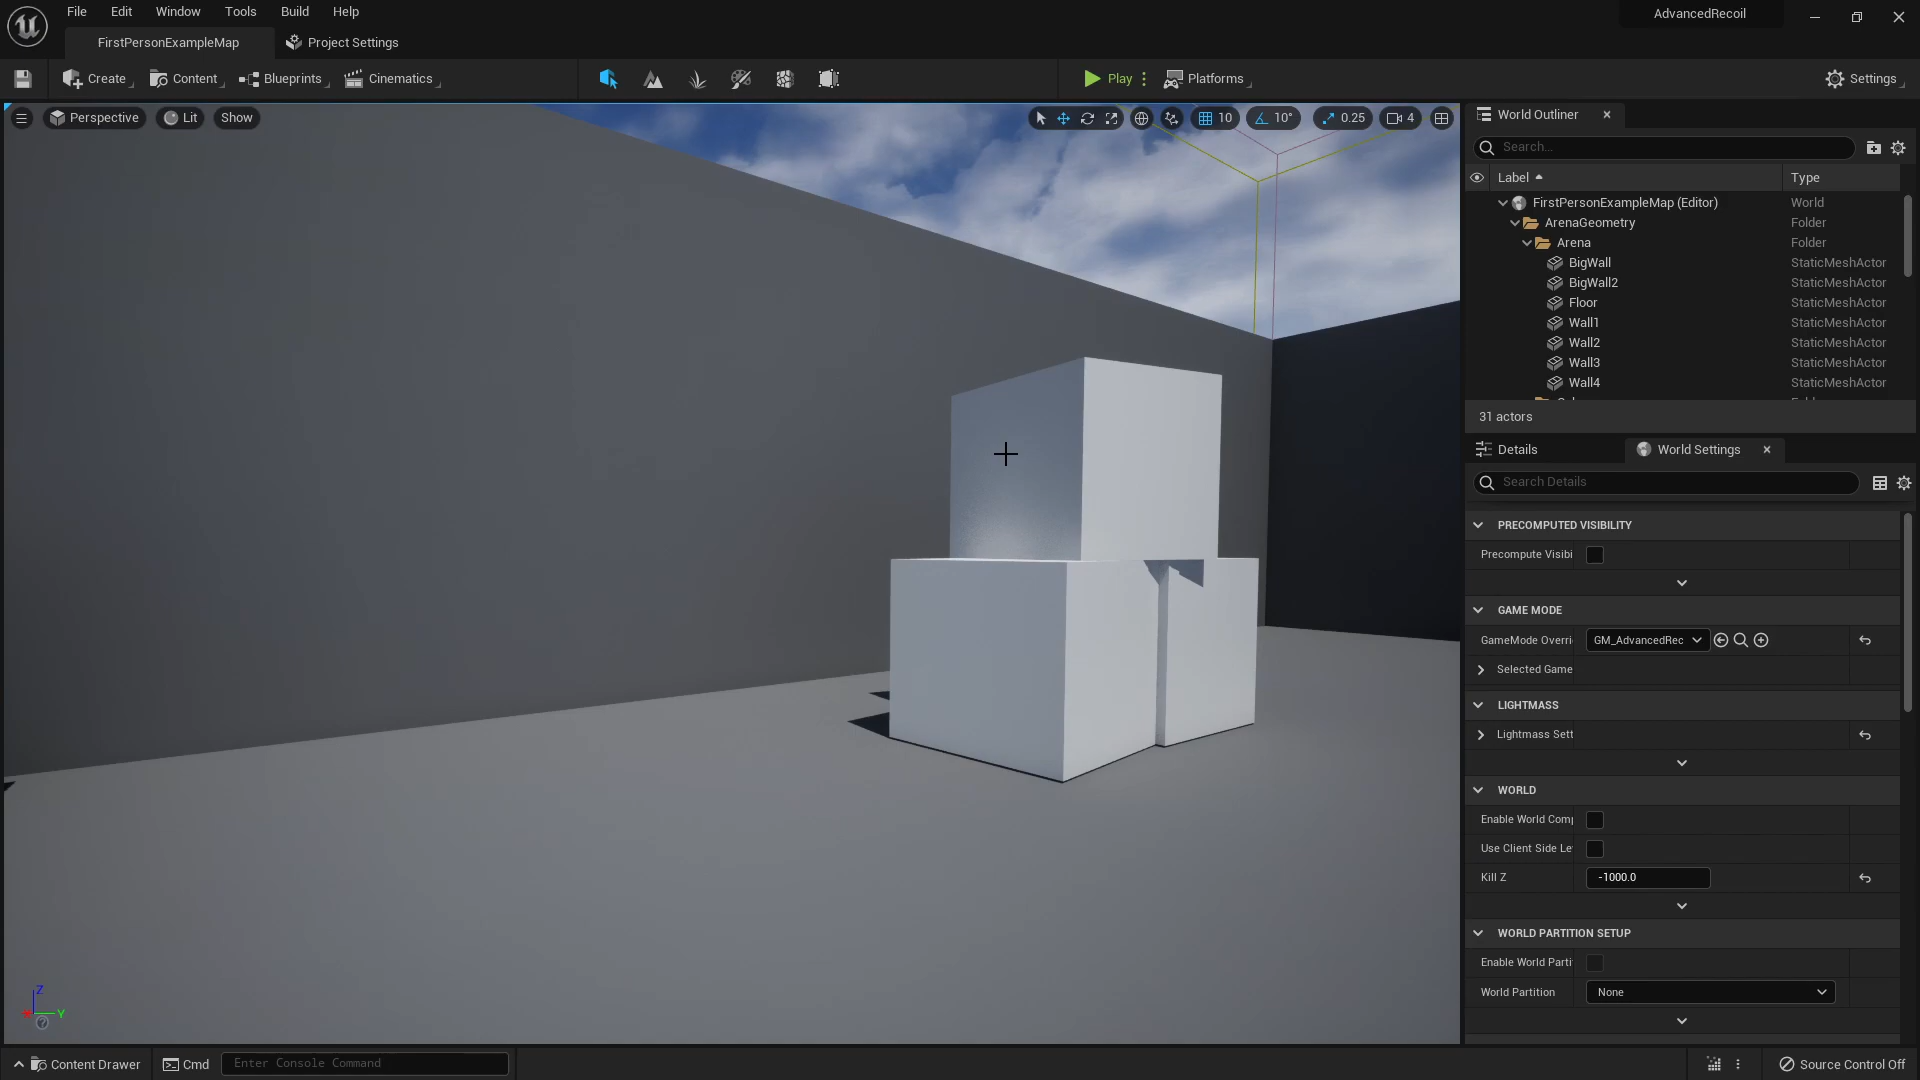 File Edit Window Tools Build Help
AdvancedRecoil
FirstPersonExampleMap
Project Settings
Create
Content
Blueprints
Cinematics
Play
Platforms
Settings
Perspective
Lit
Show
10
10°
0.25
4
World Outliner
Search...
Label
Type
FirstPersonExampleMap (Editor) World
ArenaGeometry Folder
Arena Folder
BigWall StaticMeshActor
BigWall2 StaticMeshActor
Floor StaticMeshActor
Wall1 StaticMeshActor
Wall2 StaticMeshActor
Wall3 StaticMeshActor
Wall4 StaticMeshActor
31 actors
Details
World Settings
Search Details
PRECOMPUTED VISIBILITY
Precompute Visibi
GAME MODE
GameMode Overri GM_AdvancedRec
Selected Game
LIGHTMASS
Lightmass Sett
WORLD
Enable World Comp
Use Client Side Le
Kill Z -1000.0
WORLD PARTITION SETUP
Enable World Parti
World Partition None
Z
Y
Content Drawer
Cmd
Enter Console Command
Source Control Off